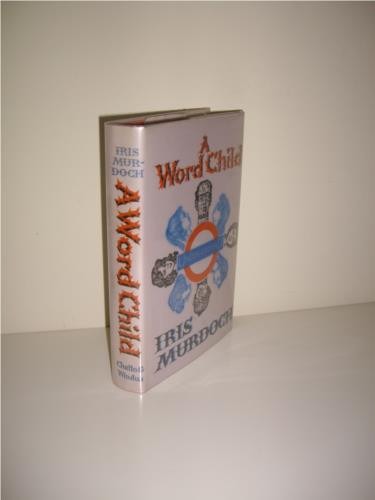 IRIS
MUR-
DOCH
A Word Child
Chatto &
Windus
A
Word Child
IRIS
MURDOCH